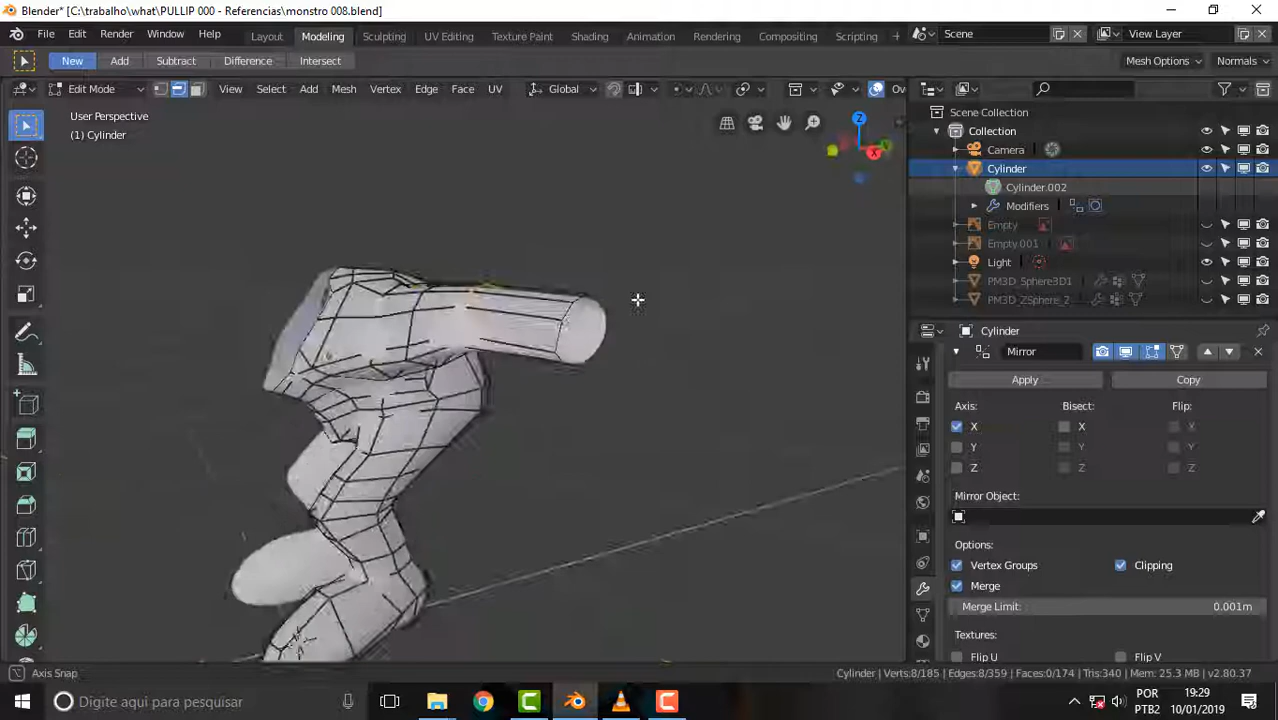 Blender* [C:\trabalho\what\PULLIP 000 - Referencias\monstro 008.blend]
File Edit Render Window Help Layout Modeling Sculpting UV Editing Texture Paint Shading Animation Rendering Compositing Scripting Scene View Layer
New Add Subtract Difference Intersect Mesh Options Normals
Edit Mode View Select Add Mesh Vertex Edge Face UV Global Ov
User Perspective
(1) Cylinder
Z
X
Scene Collection
Collection
Camera
Cylinder
Cylinder.002
Modifiers
Empty
Empty.001
Light
PM3D_Sphere3D1
PM3D_ZSphere_2
Cylinder
Mirror
Apply Copy
Axis: Bisect: Flip:
X X X
Y Y Y
Z Z Z
Mirror Object:
Options:
Vertex Groups Clipping
Merge
Merge Limit: 0.001m
Textures:
Flip U Flip V
Axis Snap Cylinder | Verts:8/185 | Edges:8/359 | Faces:0/174 | Tris:340 | Mem: 25.3 MB | v2.80.37
Digite aqui para pesquisar POR 19:29
PTB2 10/01/2019